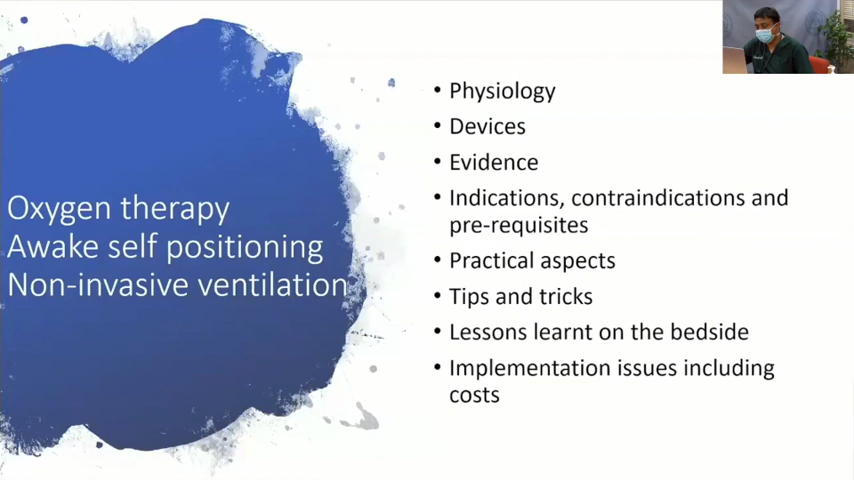 Oxygen therapy
Awake self positioning
Non-invasive ventilation
• Physiology
• Devices
• Evidence
• Indications, contraindications and
pre-requisites
• Practical aspects
• Tips and tricks
• Lessons learnt on the bedside
• Implementation issues including
costs